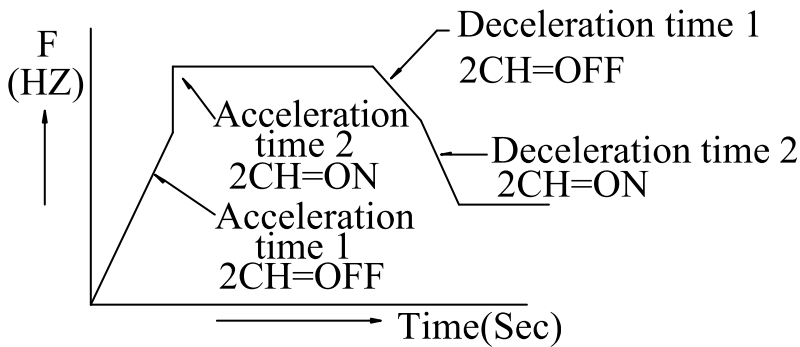 F
(HZ)
Deceleration time 1
2CH=OFF
Acceleration
time 2
2CH=ON
Deceleration time 2
2CH=ON
Acceleration
time 1
2CH=OFF
Time(Sec)